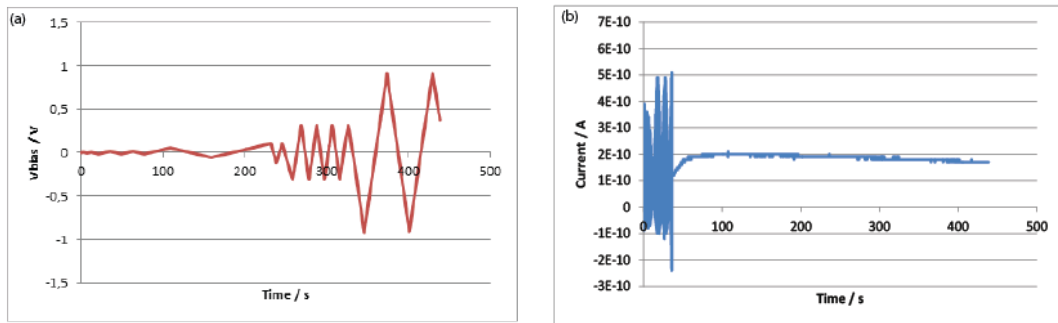 (a)
1,5
1
0,5
0
-0,5
-1
-1,5
0 100 200 300 400 500
Vbias / V
Time / s
(b)
7E-10
6E-10
5E-10
4E-10
3E-10
2E-10
1E-10
0
-1E-10
-2E-10
-3E-10
0 100 200 300 400 500
Current / A
Time / s